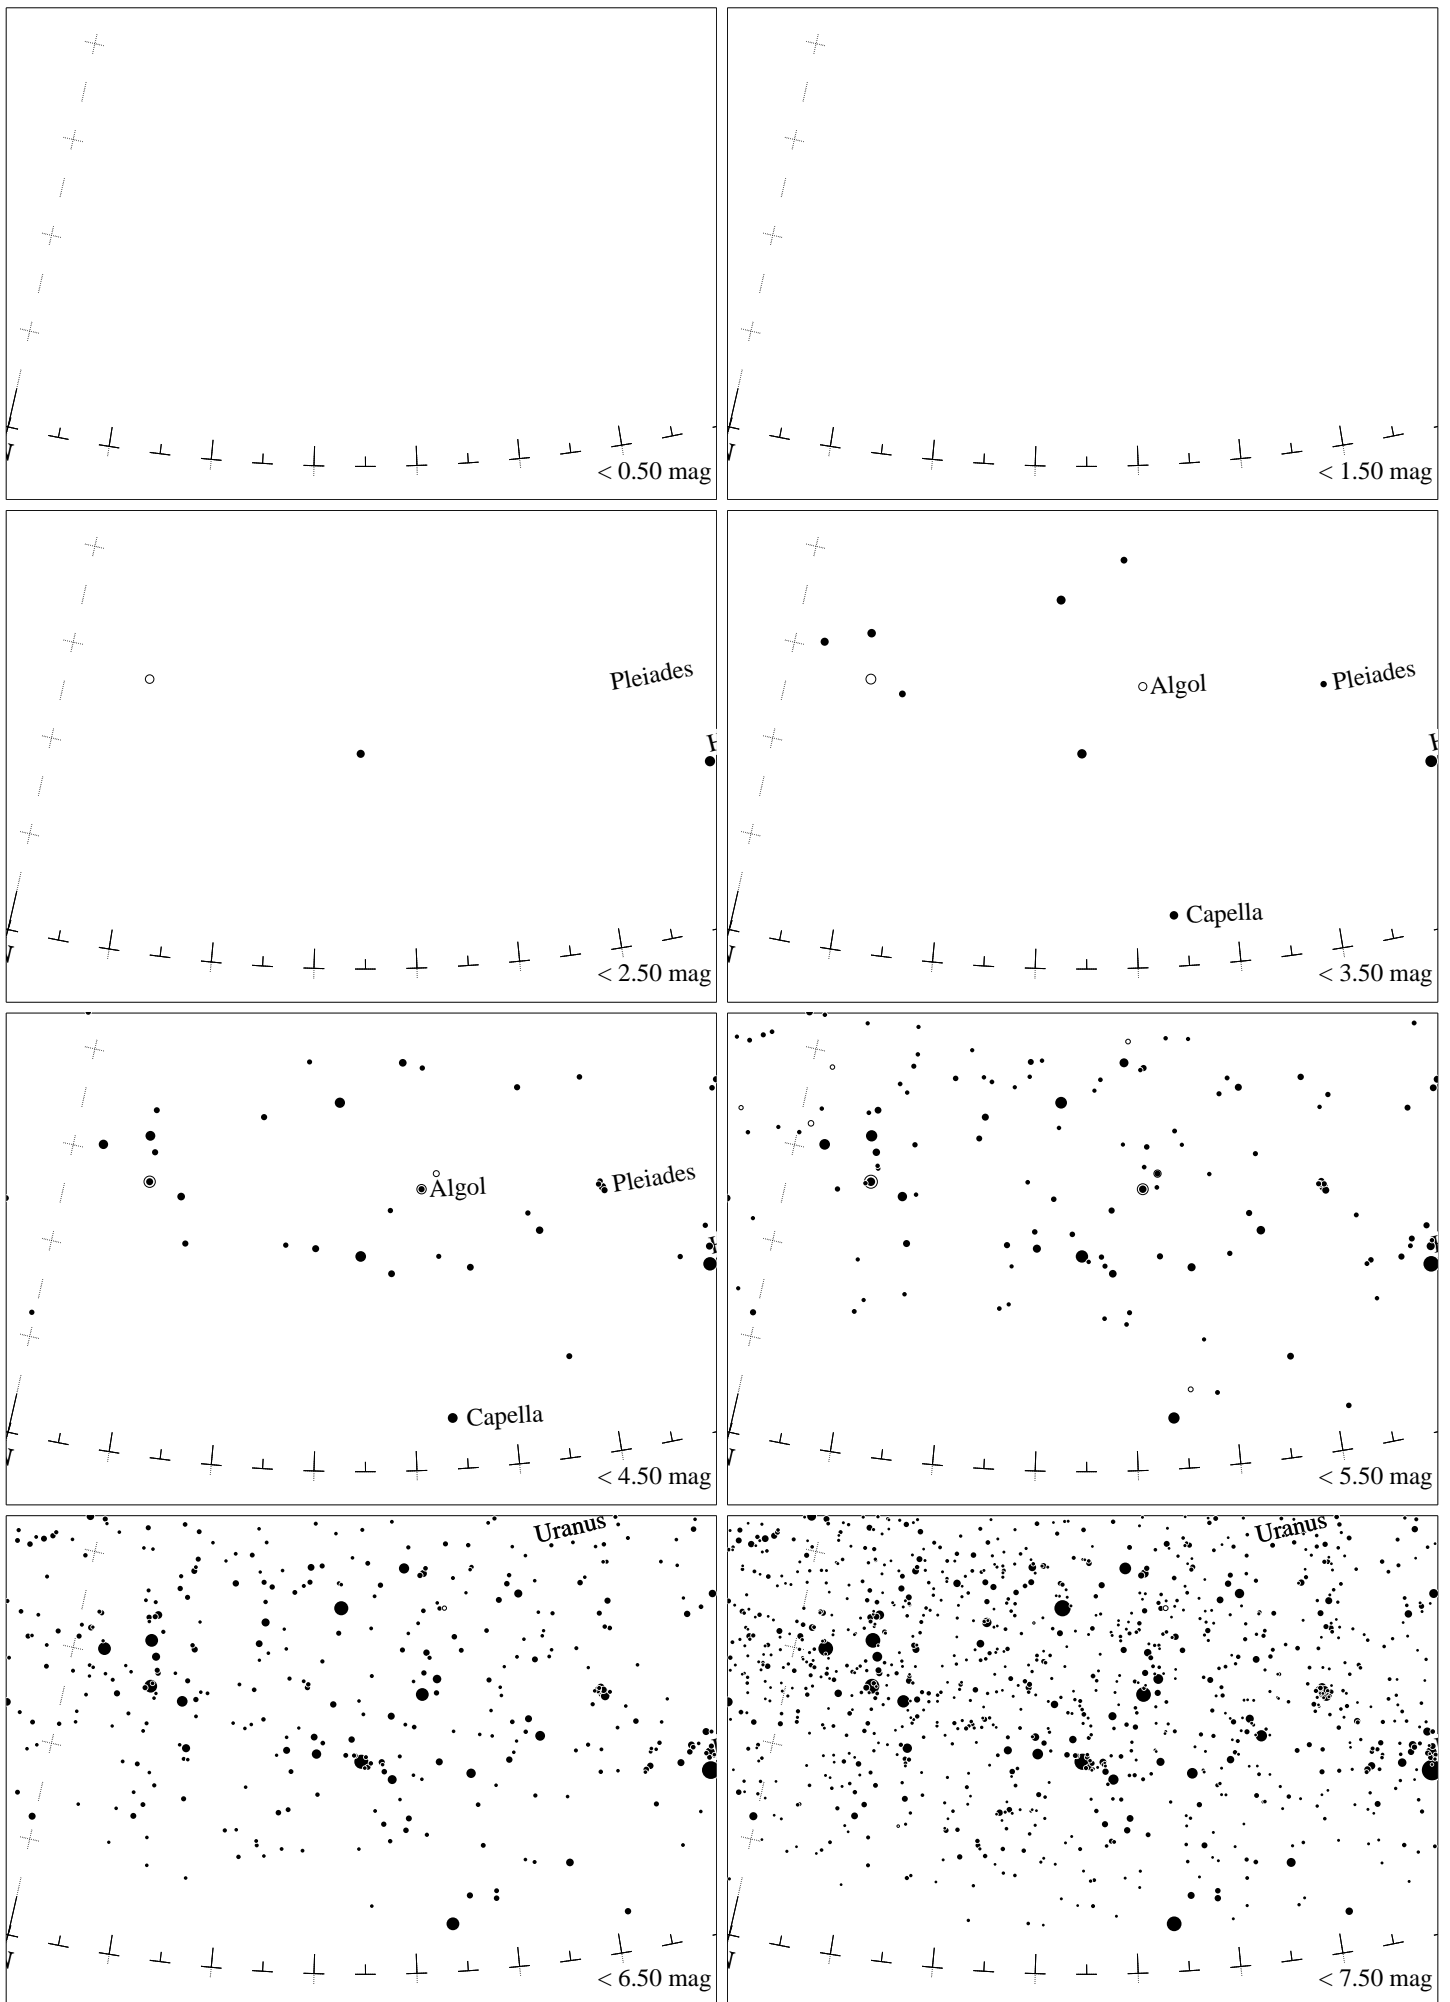 < 0.50 mag
< 1.50 mag
Pleiades
< 2.50 mag
Algol
Pleiades
Capella
< 3.50 mag
Algol
Pleiades
Capella
< 4.50 mag
< 5.50 mag
Uranus
< 6.50 mag
Uranus
< 7.50 mag